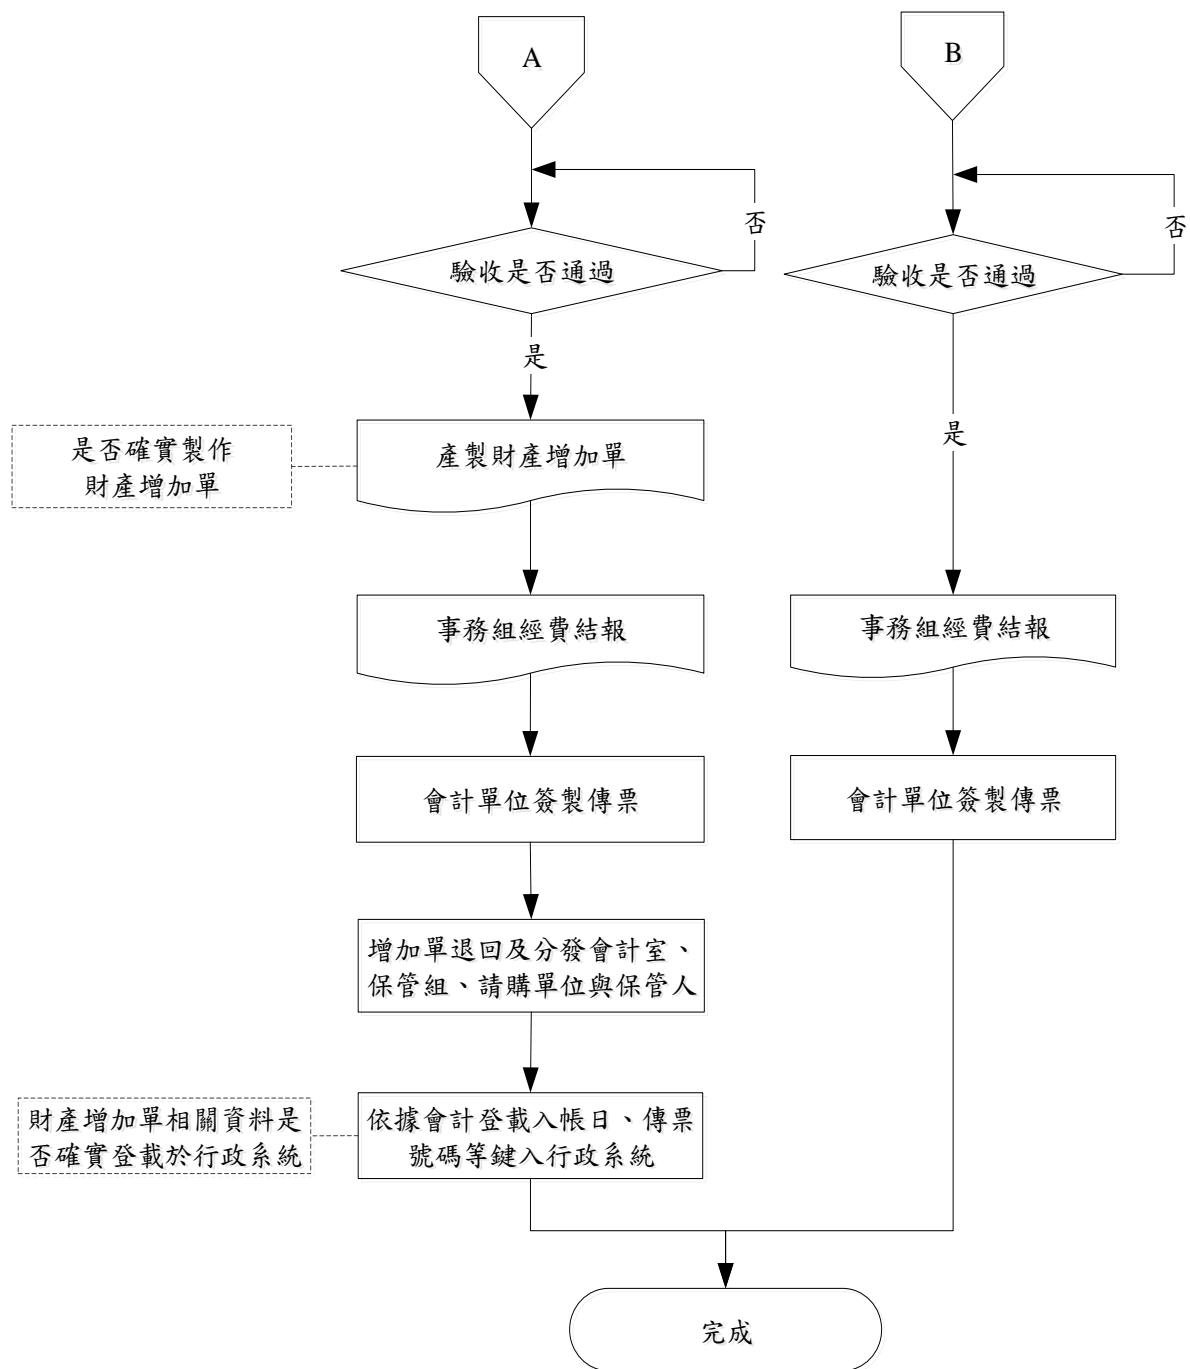 A
B
否
否
驗收是否通過
驗收是否通過
是
是否確實製作
財產增加單
產製財產增加單
是
事務組經費結報
事務組經費結報
會計單位簽製傳票
會計單位簽製傳票
增加單退回及分發會計室、
保管組、請購單位與保管人
財產增加單相關資料是
否確實登載於行政系統
依據會計登載入帳日、傳票
號碼等鍵入行政系統
完成